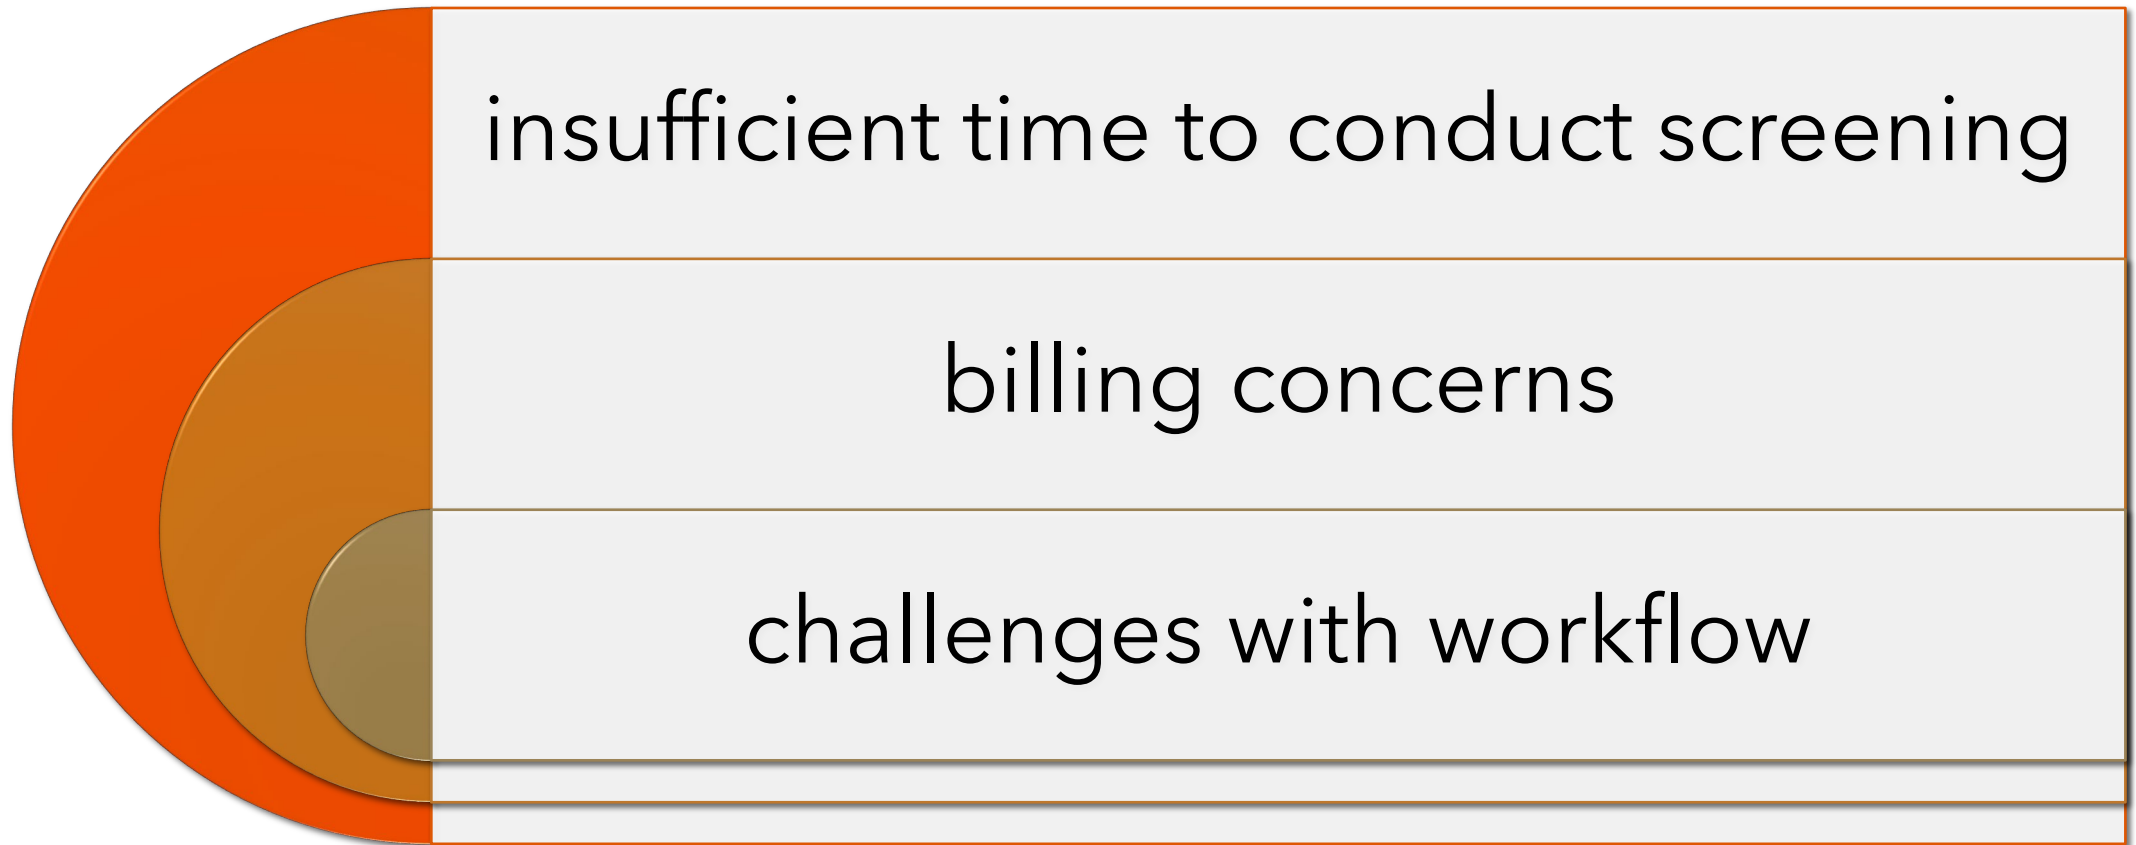 insufficient time to conduct screening
billing concerns
challenges with workflow